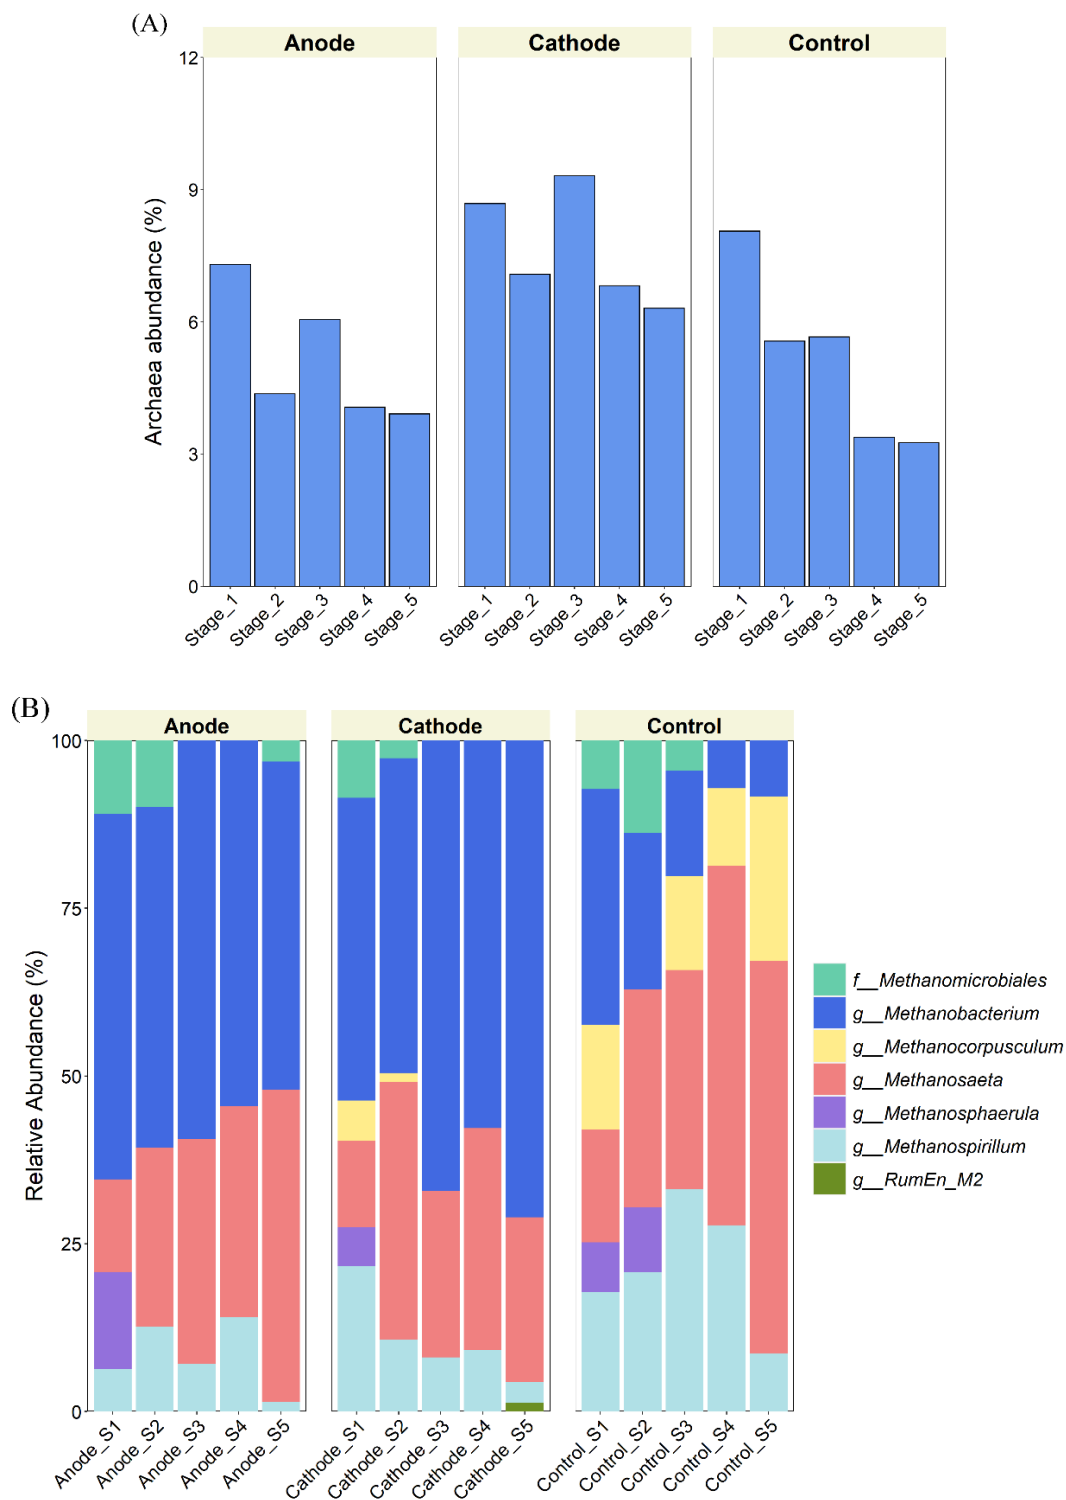 (A)
Anode Cathode Control
Archaea abundance (%)
12
9
6
3
0
Stage_1 Stage_2 Stage_3 Stage_4 Stage_5 Stage_1 Stage_2 Stage_3 Stage_4 Stage_5 Stage_1 Stage_2 Stage_3 Stage_4 Stage_5
(B)
Anode Cathode Control
Relative Abundance (%)
100
75
50
25
0
Anode_S1 Anode_S2 Anode_S3 Anode_S4 Anode_S5 Cathode_S1 Cathode_S2 Cathode_S3 Cathode_S4 Cathode_S5 Control_S1 Control_S2 Control_S3 Control_S4 Control_S5
f__Methanomicrobiales
g__Methanobacterium
g__Methanocorpusculum
g__Methanosaeta
g__Methanosphaerula
g__Methanospirillum
g__RumEn_M2